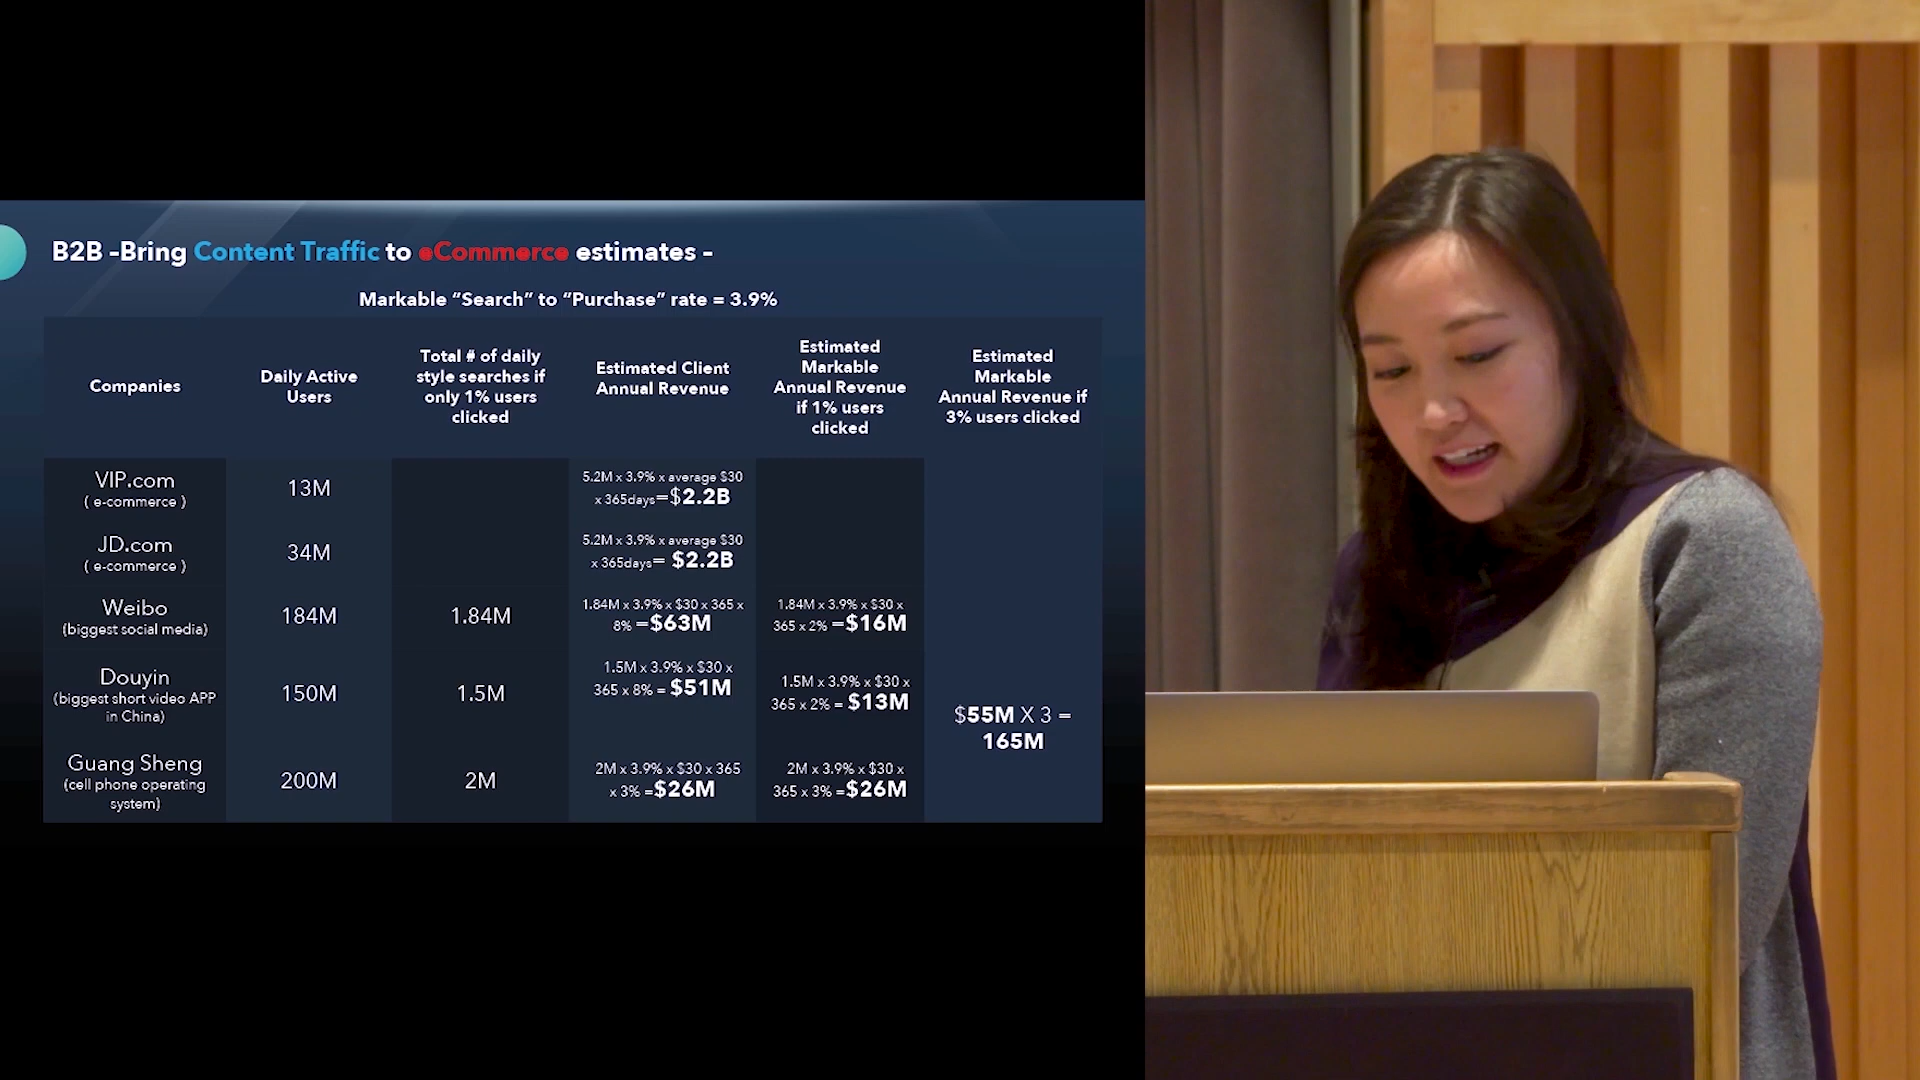 B2B -Bring Content Traffic to eCommerce estimates -
Markable “Search” to “Purchase” rate = 3.9%
Companies
Daily Active
Users
Total # of daily
style searches if
only 1% users
clicked
Estimated Client
Annual Revenue
Estimated
Markable
Annual Revenue
if 1% users
clicked
Estimated
Markable
Annual Revenue if
3% users clicked
VIP.com
( e-commerce )
13M
5.2M x 3.9% x average $30
x 365days=$2.2B
JD.com
( e-commerce )
34M
5.2M x 3.9% x average $30
x 365days= $2.2B
Weibo
(biggest social media)
184M
1.84M
1.84M x 3.9% x $30 x 365 x
8% =$63M
1.84M x 3.9% x $30 x
365 x 2% =$16M
Douyin
(biggest short video APP
in China)
150M
1.5M
1.5M x 3.9% x $30 x
365 x 8% = $51M
1.5M x 3.9% x $30 x
365 x 2% = $13M
$55M X 3 =
165M
Guang Sheng
(cell phone operating
system)
200M
2M
2M x 3.9% x $30 x 365
x 3% =$26M
2M x 3.9% x $30 x
365 x 3% =$26M